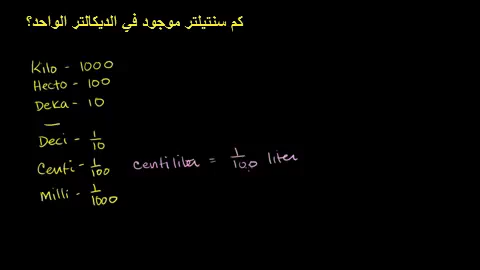 كم سنتيلتر موجود في الديكالتر الواحد؟
Kilo - 1000
Hecto - 100
Deka - 10
—
Deci - 1/10
Centi - 1/100 centiliter = 1/100 liter
Milli - 1/1000